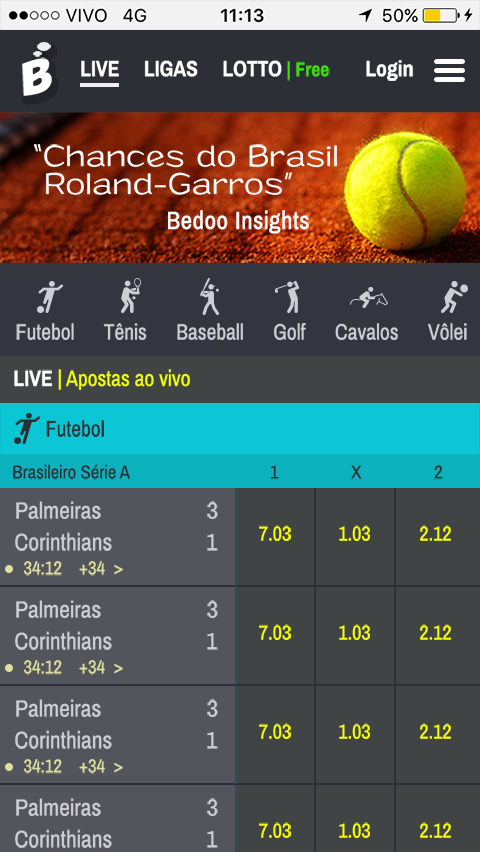 VIVO 4G 11:13 50%
B LIVE LIGAS LOTTO | Free Login
“Chances do Brasil
Roland-Garros”
Bedoo Insights
Futebol Tênis Baseball Golf Cavalos Vôlei
LIVE | Apostas ao vivo
Futebol
Brasileiro Série A 1 X 2
Palmeiras 3
Corinthians 1
7.03 1.03 2.12
34:12 +34 >
Palmeiras 3
Corinthians 1
7.03 1.03 2.12
34:12 +34 >
Palmeiras 3
Corinthians 1
7.03 1.03 2.12
34:12 +34 >
Palmeiras 3
Corinthians 1
7.03 1.03 2.12